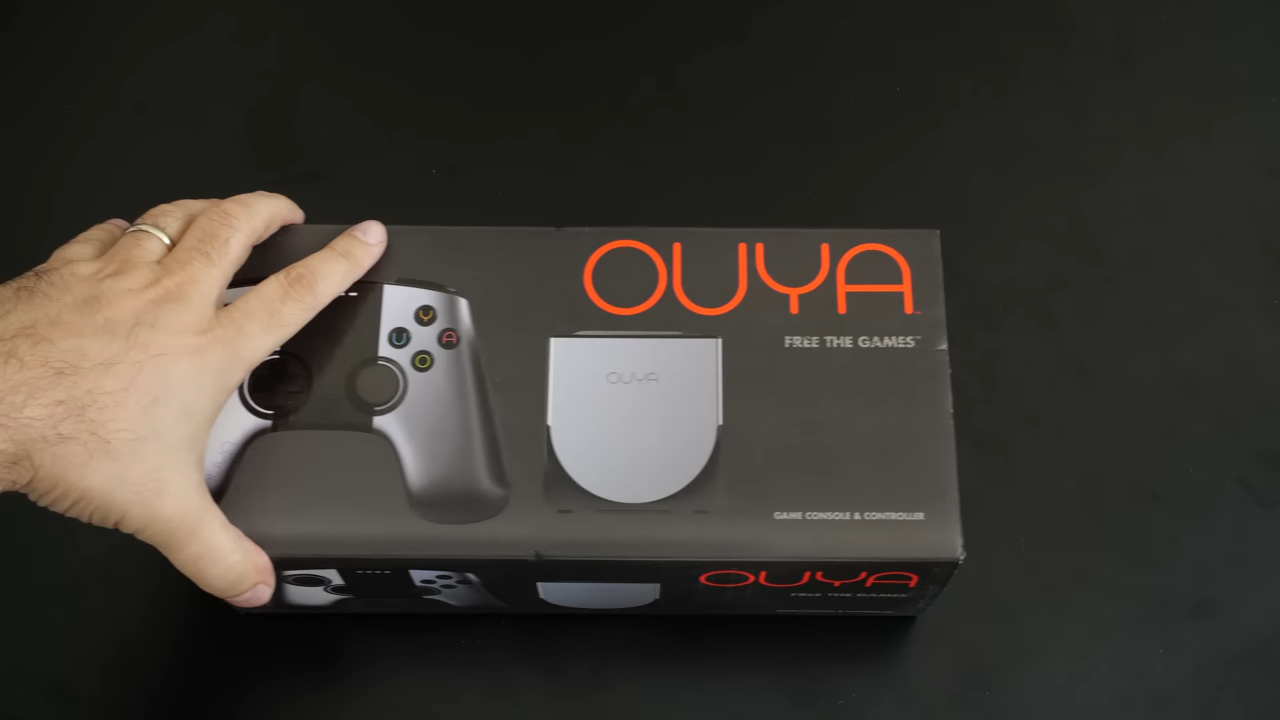 OUYA
FREE THE GAMES™
Y
U
A
O
OUYA
GAME CONSOLE & CONTROLLER
OUYA
FREE THE GAMES